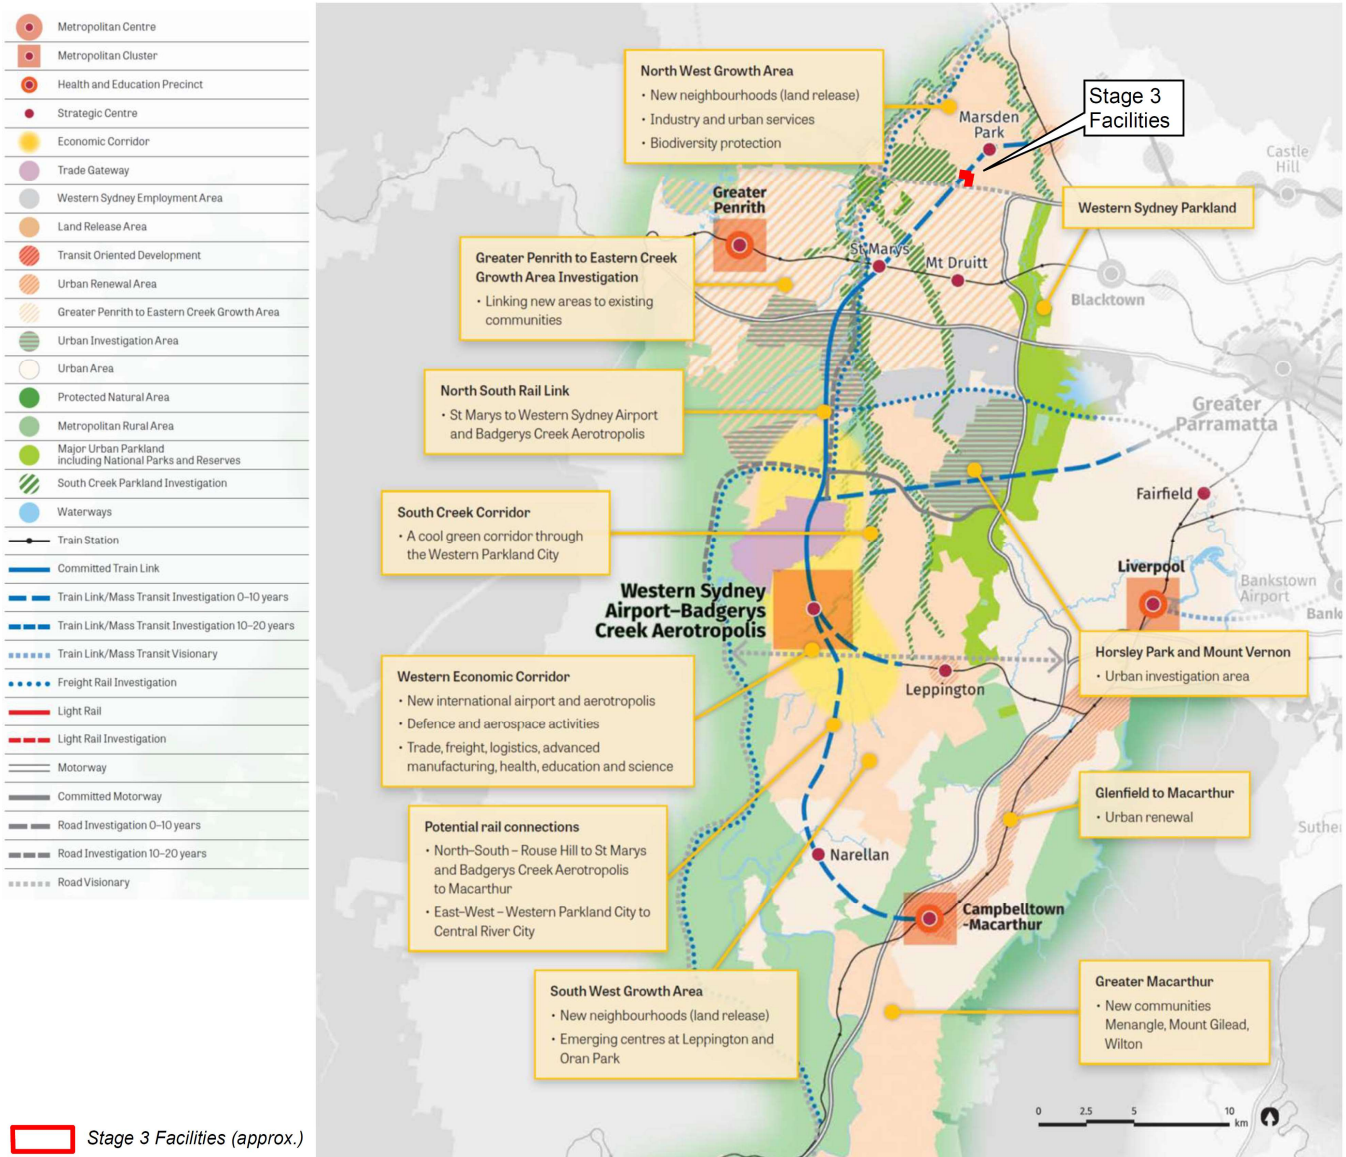 Metropolitan Centre
Metropolitan Cluster
Health and Education Precinct
Strategic Centre
Economic Corridor
Trade Gateway
Western Sydney Employment Area
Land Release Area
Transit Oriented Development
Urban Renewal Area
Greater Penrith to Eastern Creek Growth Area
Urban Investigation Area
Urban Area
Protected Natural Area
Metropolitan Rural Area
Major Urban Parkland
including National Parks and Reserves
South Creek Parkland Investigation
Waterways
Train Station
Committed Train Link
Train Link/Mass Transit Investigation 0–10 years
Train Link/Mass Transit Investigation 10–20 years
Train Link/Mass Transit Visionary
Freight Rail Investigation
Light Rail
Light Rail Investigation
Motorway
Committed Motorway
Road Investigation 0–10 years
Road Investigation 10–20 years
Road Visionary
Stage 3 Facilities (approx.)
North West Growth Area
• New neighbourhoods (land release)
• Industry and urban services
• Biodiversity protection
Marsden
Park
Stage 3
Facilities
Castle
Hill
Greater
Penrith
Western Sydney Parkland
Greater Penrith to Eastern Creek
Growth Area Investigation
• Linking new areas to existing
communities
St Marys
Mt Druitt
Blacktown
North South Rail Link
• St Marys to Western Sydney Airport
and Badgerys Creek Aerotropolis
Greater
Parramatta
South Creek Corridor
• A cool green corridor through
the Western Parkland City
Fairfield
Liverpool
Bankstown
Airport
Bank
Western Sydney
Airport–Badgerys
Creek Aerotropolis
Horsley Park and Mount Vernon
• Urban investigation area
Leppington
Western Economic Corridor
• New international airport and aerotropolis
• Defence and aerospace activities
• Trade, freight, logistics, advanced
manufacturing, health, education and science
Glenfield to Macarthur
• Urban renewal
Suthe
Potential rail connections
• North–South – Rouse Hill to St Marys
and Badgerys Creek Aerotropolis
to Macarthur
• East–West – Western Parkland City to
Central River City
Narellan
Campbelltown
-Macarthur
South West Growth Area
• New neighbourhoods (land release)
• Emerging centres at Leppington and
Oran Park
Greater Macarthur
• New communities
Menangle, Mount Gilead,
Wilton
0 2.5 5 10
km